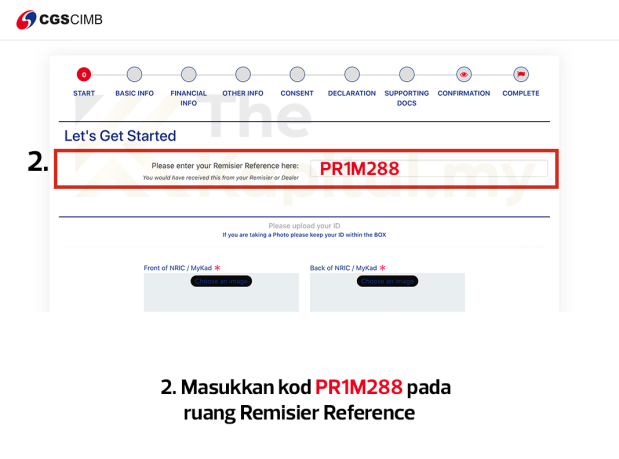 CGSCIMB
0
START BASIC INFO FINANCIAL INFO OTHER INFO CONSENT DECLARATION SUPPORTING DOCS CONFIRMATION COMPLETE
The
Let's Get Started
2.
Please enter your Remisier Reference here: PR1M288
You would have received this from your Remisier or Dealer
Kapital.my
Please upload your ID
If you are taking a Photo please keep your ID within the BOX
Front of NRIC / MyKad * Back of NRIC / MyKad *
Choose an image Choose an image
2. Masukkan kod PR1M288 pada
ruang Remisier Reference